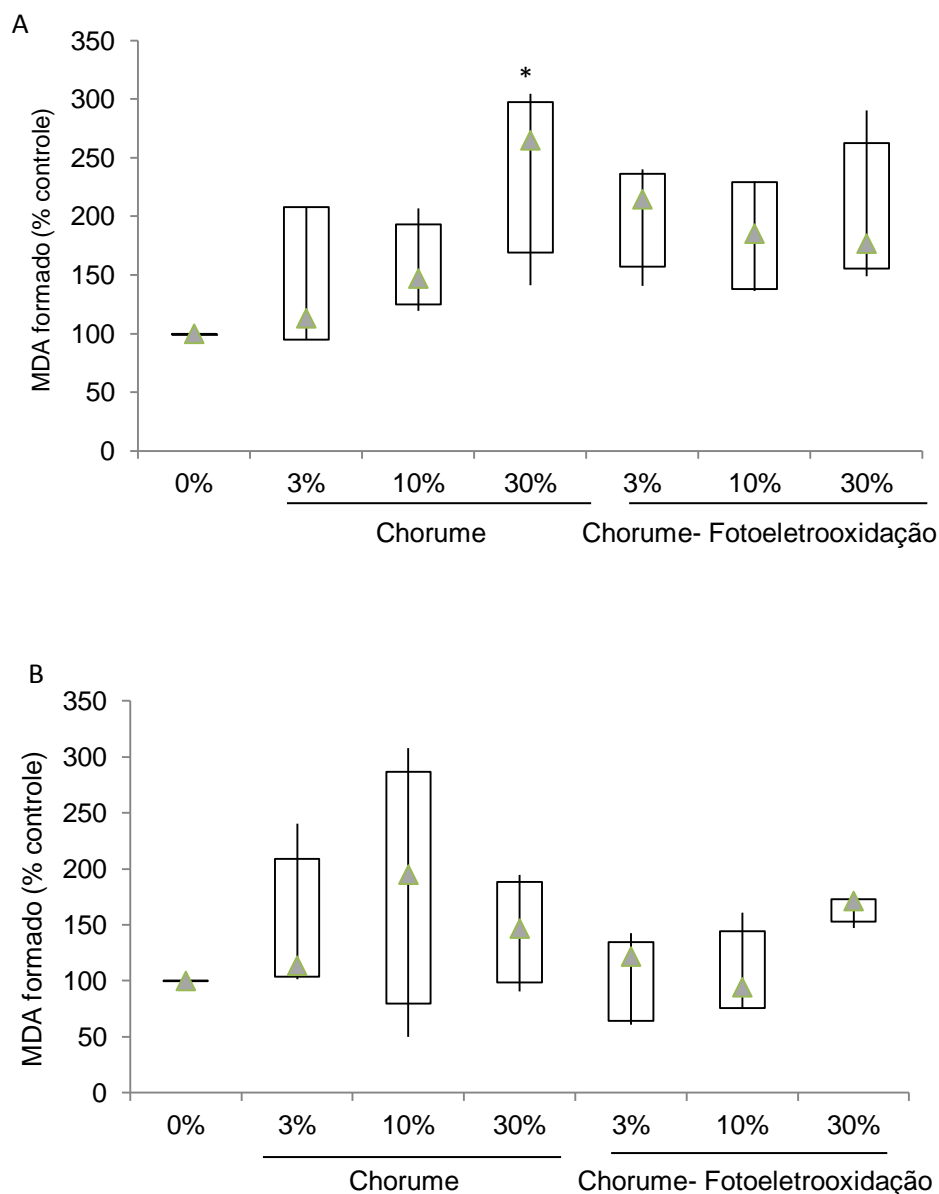 A
MDA formado (% controle)
350
300
250
200
150
100
50
0
*
0% 3% 10% 30% 3% 10% 30%
Chorume Chorume- Fotoeletrooxidação
B
MDA formado (% controle)
350
300
250
200
150
100
50
0
0% 3% 10% 30% 3% 10% 30%
Chorume Chorume- Fotoeletrooxidação